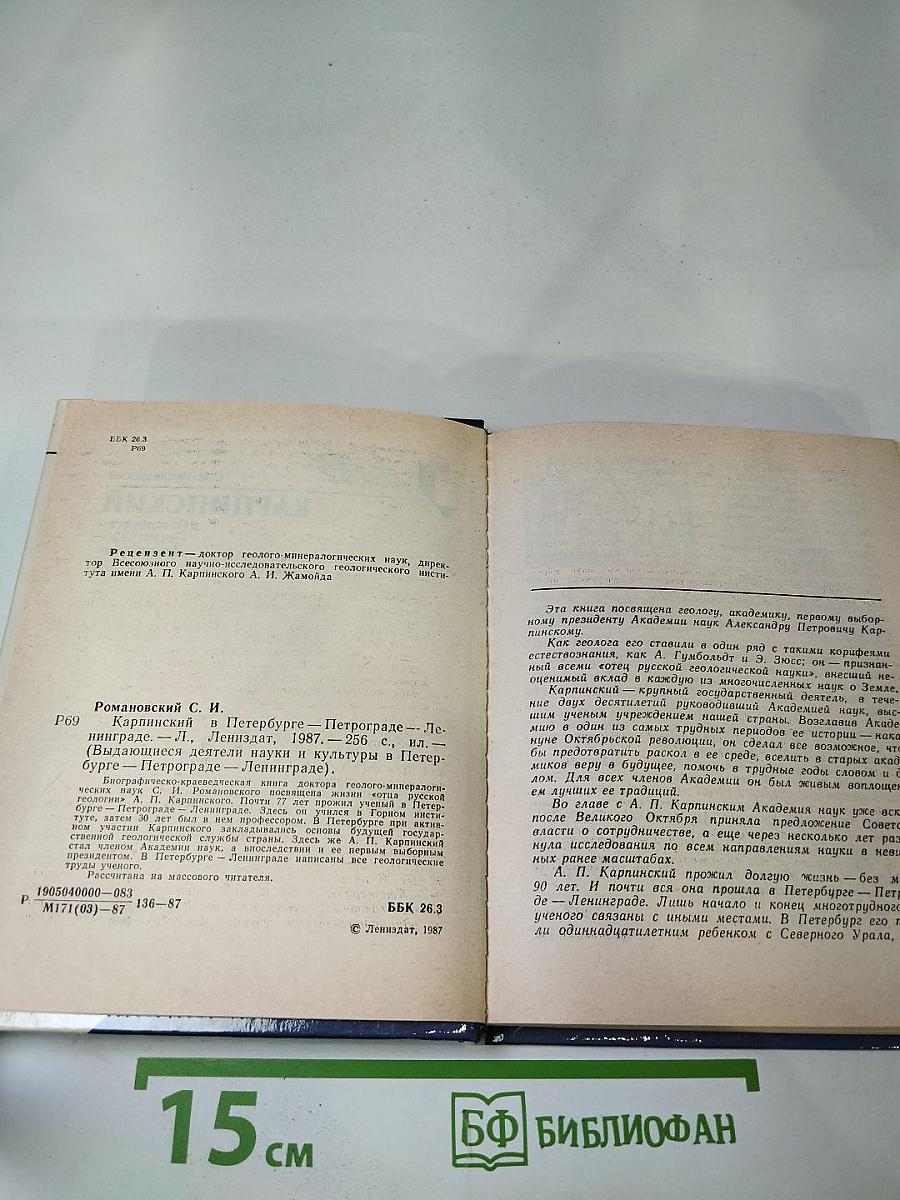 ББК 26.3
Р69
Рецензент — доктор геолого-минералогических наук, дирек-
тор Всесоюзного научно-исследовательского геологического инсти-
тута имени А. П. Карпинского А. И. Жамойда
Романовский С. И.
Р69 Карпинский в Петербурге — Петрограде — Ле-
нинграде. — Л., Лениздат, 1987. — 256 с., ил. —
(Выдающиеся деятели науки и культуры в Петер-
бурге — Петрограде — Ленинграде).
Биографическо-краеведческая книга доктора геолого-минералоги-
ческих наук С. И. Романовского посвящена жизни «отца русской
геологии» А. П. Карпинского. Почти 77 лет прожил ученый в Петер-
бурге — Петрограде — Ленинграде. Здесь он учился в Горном инсти-
туте, затем 30 лет был в нем профессором. В Петербурге при актив-
ном участии Карпинского закладывались основы будущей государ-
ственной геологической службы страны. Здесь же А. П. Карпинский
стал членом Академии наук, а впоследствии и ее первым выборным
президентом. В Петербурге — Ленинграде написаны все геологические
труды ученого.
Рассчитана на массового читателя.
Р 1905040000—083 / М171(03)—87 136—87
ББК 26.3
© Лениздат, 1987
Эта книга посвящена геологу, академику, первому выбор-
ному президенту Академии наук Александру Петровичу Кар-
пинскому.
Как геолога его ставили в один ряд с такими корифеями
естествознания, как А. Гумбольдт и Э. Зюсс; он — признан-
ный всеми «отец русской геологической науки», внесший не-
оценимый вклад в каждую из многочисленных наук о Земле.
Карпинский — крупный государственный деятель, в тече-
ние двух десятилетий руководивший Академией наук, выс-
шим ученым учреждением нашей страны. Возглавив Акаде-
мию в один из самых трудных периодов ее истории — нака-
нуне Октябрьской революции, он сделал все возможное, что
бы предотвратить раскол в ее среде, вселить в старых акад
миков веру в будущее, помочь в трудные годы словом и д
лом. Для всех членов Академии он был живым воплощен
ем лучших ее традиций.
Во главе с А. П. Карпинским Академия наук уже вск
после Великого Октября приняла предложение Советс
власти о сотрудничестве, а еще через несколько лет раз
нула исследования по всем направлениям науки в неви
ных ранее масштабах.
А. П. Карпинский прожил долгую жизнь — без м
90 лет. И почти вся она прошла в Петербурге — Петр
де — Ленинграде. Лишь начало и конец многотрудного
ученого связаны с иными местами. В Петербург его п
ли одиннадцатилетним ребенком с Северного Урала,
15 см
БФ БИБЛИОФАН